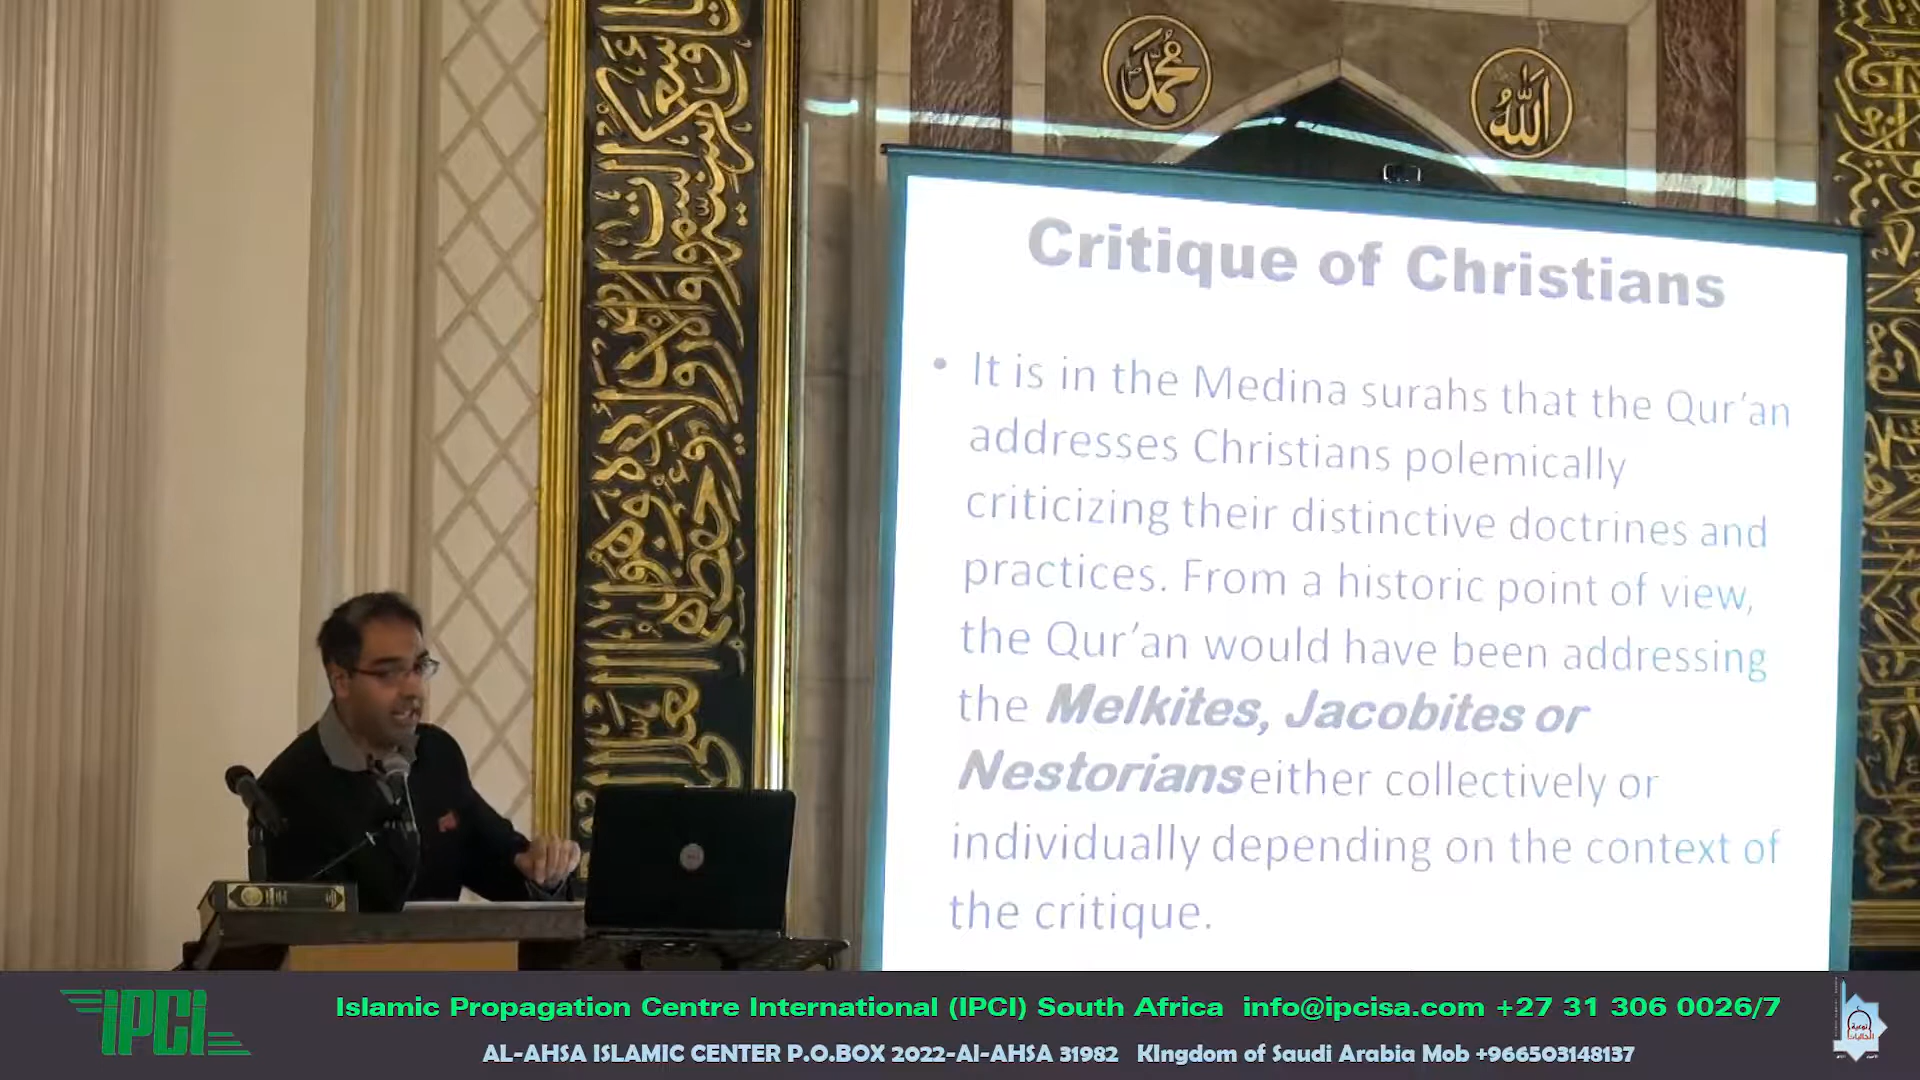 محمد
الله
Critique of Christians
• It is in the Medina surahs that the Qur’an
addresses Christians polemically
criticizing their distinctive doctrines and
practices. From a historic point of view,
the Qur’an would have been addressing
the Melkites, Jacobites or
Nestorians either collectively or
individually depending on the context of
the critique.
IPCI
Islamic Propagation Centre International (IPCI) South Africa info@ipcisa.com +27 31 306 0026/7
AL-AHSA ISLAMIC CENTER P.O.BOX 2022-Al-AHSA 31982 KIngdom of Saudi Arabia Mob +966503148137